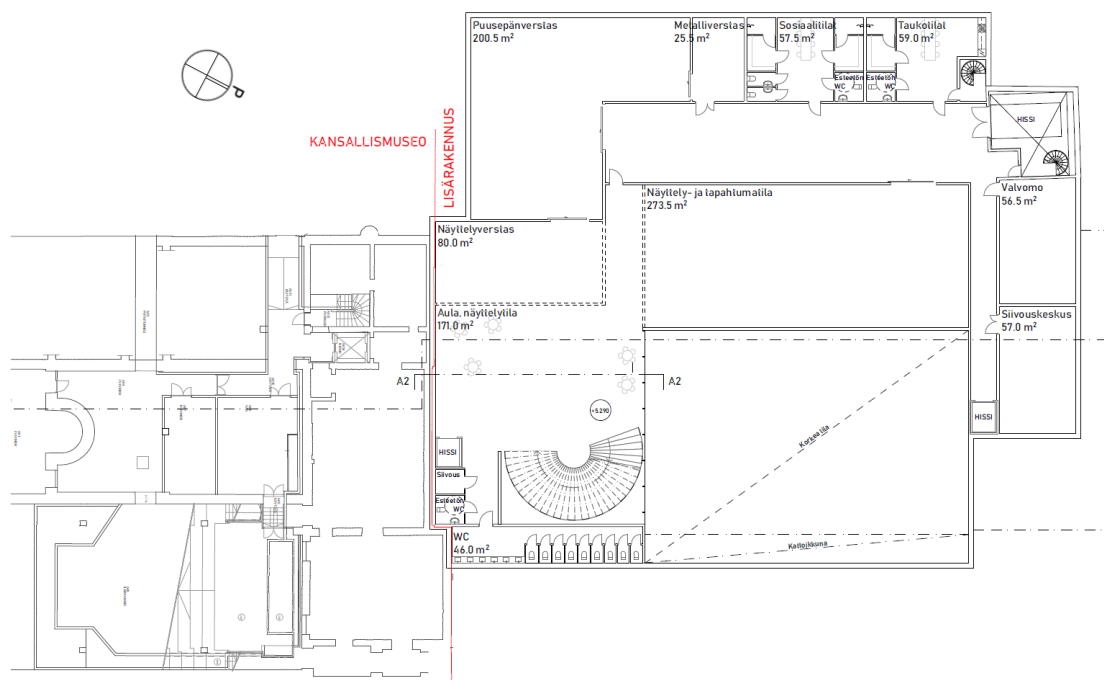 Puusepänverstas
200.5 m²
Metalliverstas
25.5 m²
Sosiaalitilat
57.5 m²
Taukotilat
59.0 m²
Esteetön
WC
Esteetön
WC
P
HISSI
KANSALLISMUSEO
LISÄRAKENNUS
Valvomo
56.5 m²
Näyttely- ja tapahtumatila
273.5 m²
Näyttelyverstas
80.0 m²
Aula, näyttelytila
171.0 m²
Siivouskeskus
57.0 m²
A2
A2
+5.290
HISSI
Korkea tila
HISSI
Siivous
Esteetön
WC
WC
46.0 m²
Kattoikkuna